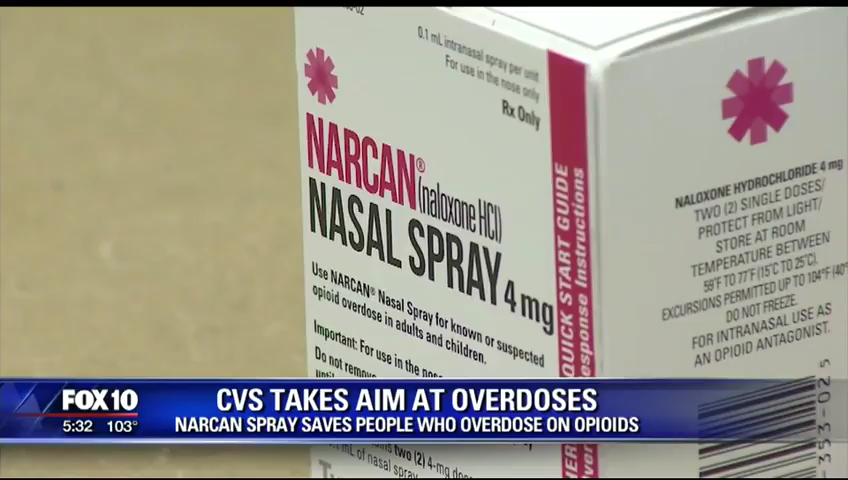 0.1 mL intranasal spray per unit
For use in the nose only
Rx Only
NARCAN®
(naloxone HCl)
NASAL SPRAY 4 mg
Use NARCAN® Nasal Spray for known or suspected
opioid overdose in adults and children.
Important: For use in the nose
Do not remove
two (2) 4-mg
mL of nasal spray
QUICK START GUIDE
Response Instructions
NALOXONE HYDROCHLORIDE 4 mg
TWO (2) SINGLE DOSES/
PROTECT FROM LIGHT/
STORE AT ROOM
TEMPERATURE BETWEEN
59°F TO 77°F (15°C TO 25°C).
EXCURSIONS PERMITTED UP TO 104°F (40°
DO NOT FREEZE.
FOR INTRANASAL USE AS
AN OPIOID ANTAGONIST.
353-025
FOX 10
5:32 103°
CVS TAKES AIM AT OVERDOSES
NARCAN SPRAY SAVES PEOPLE WHO OVERDOSE ON OPIOIDS